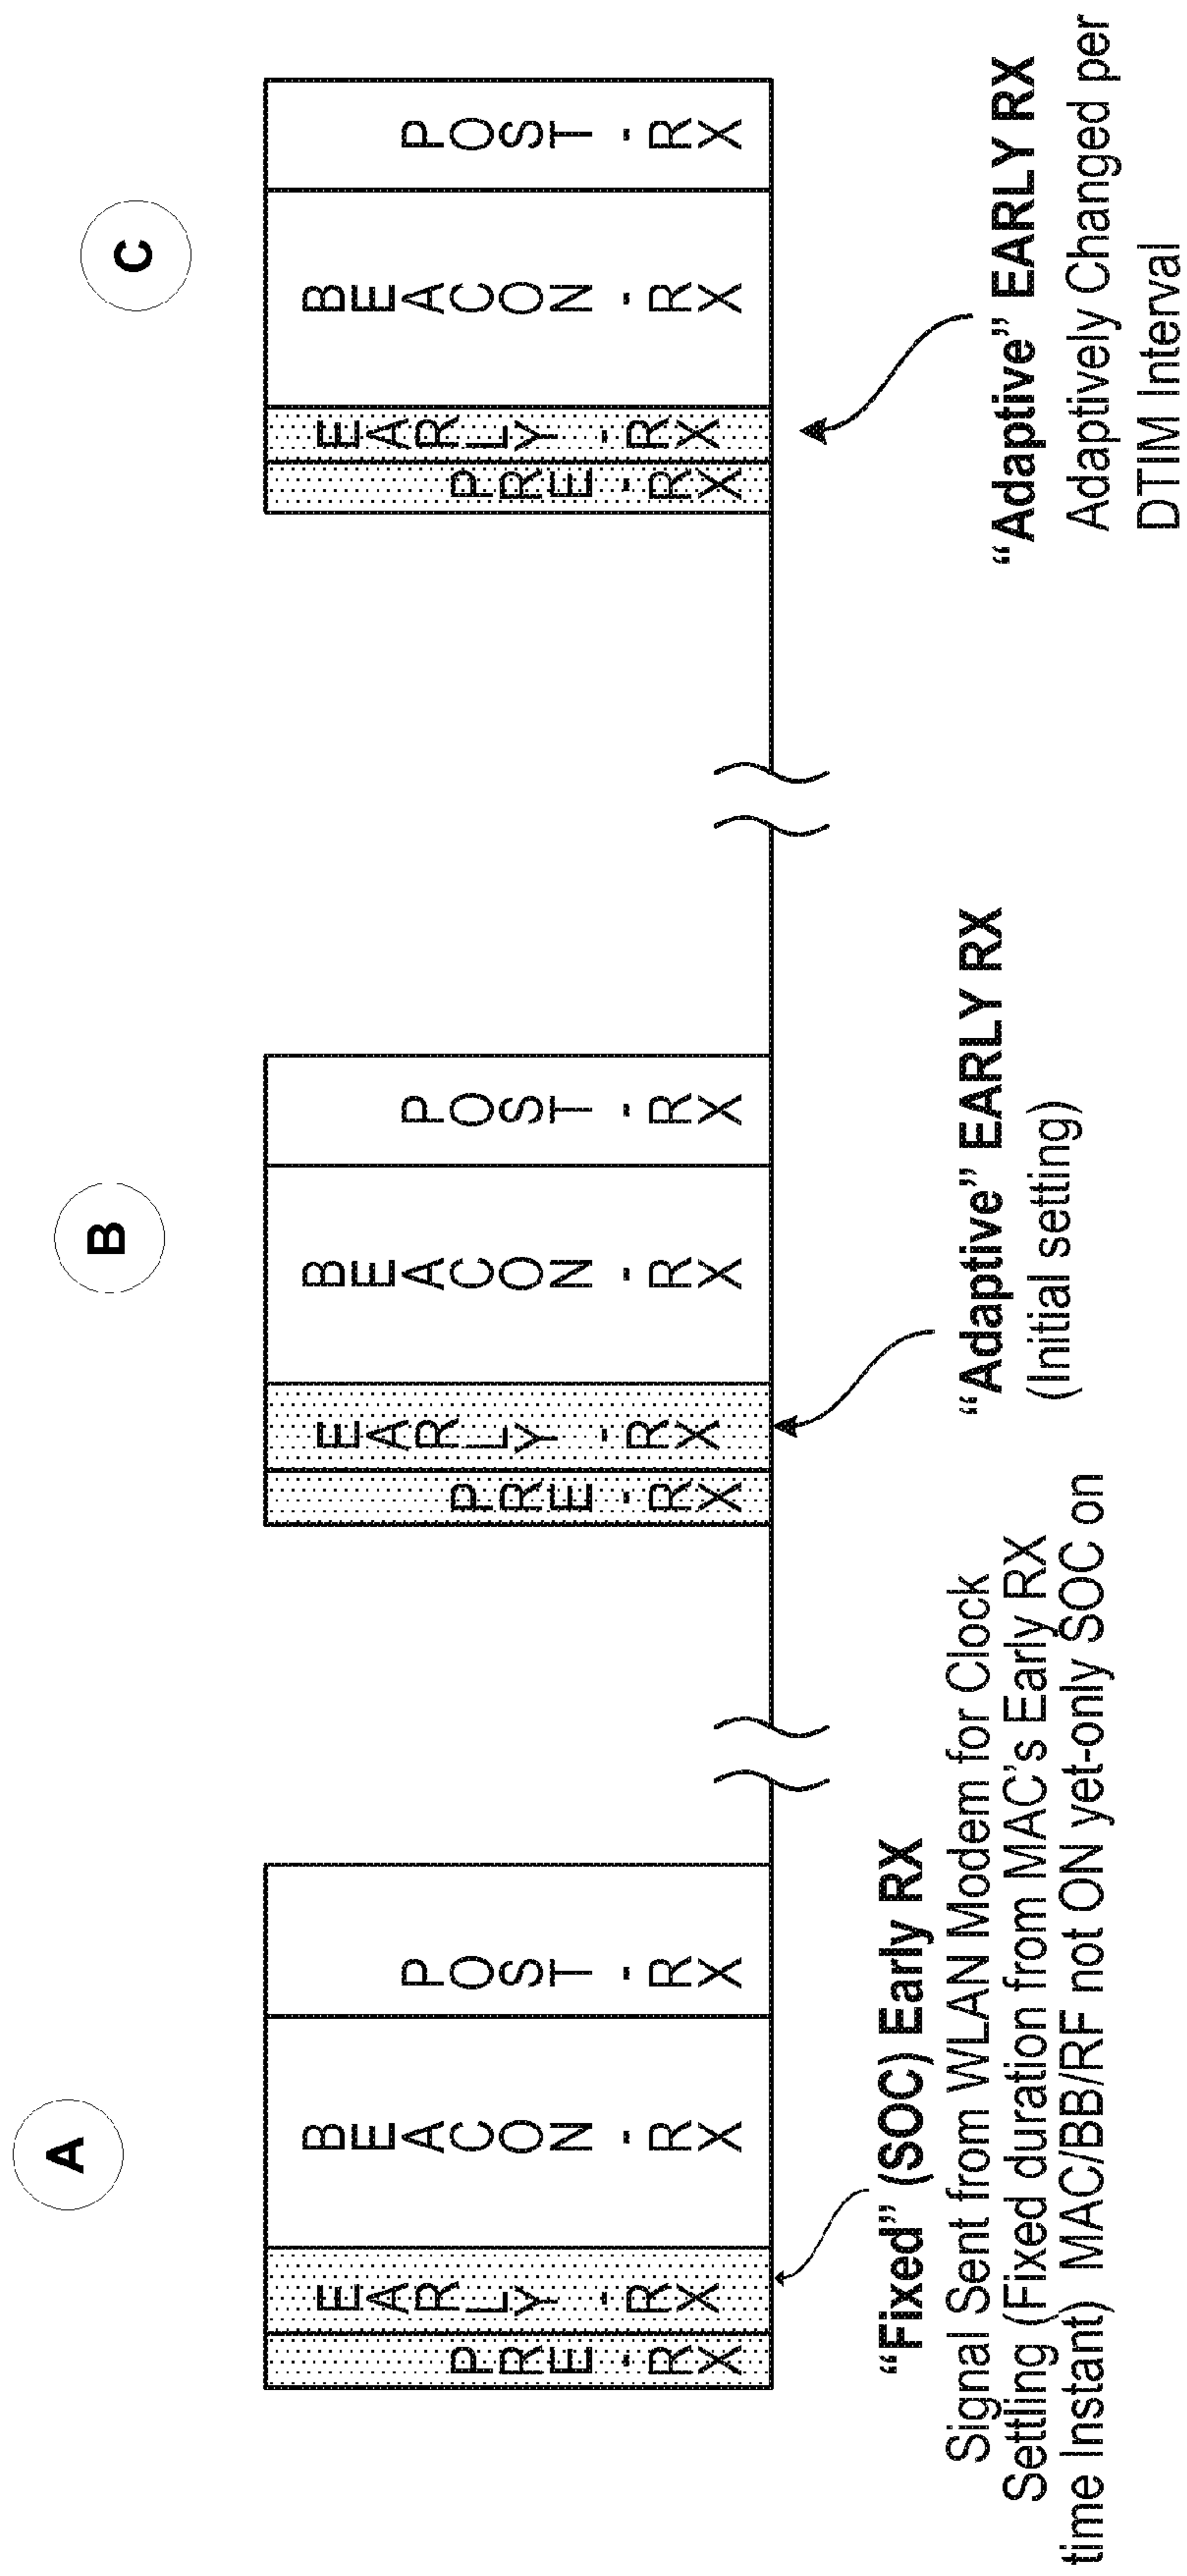 A
PRE-RX
EARLY-RX
BEACON-RX
POST-RX
“Fixed” (SOC) Early RX
Signal Sent from WLAN Modem for Clock
Settling (Fixed duration from MAC’s Early RX
time Instant) MAC/BB/RF not ON yet-only SOC on
B
PRE-RX
EARLY-RX
BEACON-RX
POST-RX
“Adaptive” EARLY RX
(Initial setting)
C
PRE-RX
EARLY-RX
BEACON-RX
POST-RX
“Adaptive” EARLY RX
Adaptively Changed per
DTIM Interval